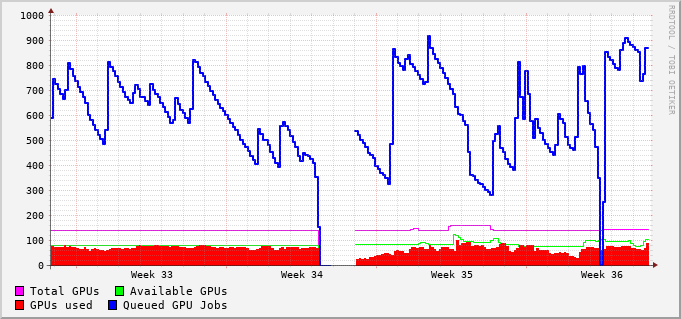 1000
900
800
700
600
500
400
300
200
100
0
Week 33 Week 34 Week 35 Week 36
Total GPUs Available GPUs
GPUs used Queued GPU Jobs
RRDTOOL / TOBI OETIKER